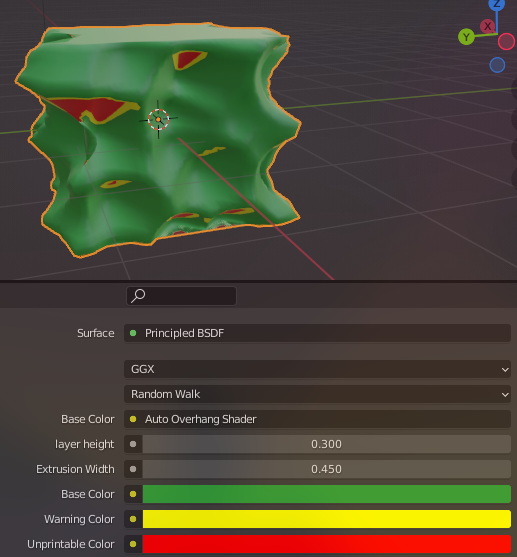 Z
X
Y
Surface
Principled BSDF
GGX
Random Walk
Base Color
Auto Overhang Shader
layer height
0.300
Extrusion Width
0.450
Base Color
Warning Color
Unprintable Color